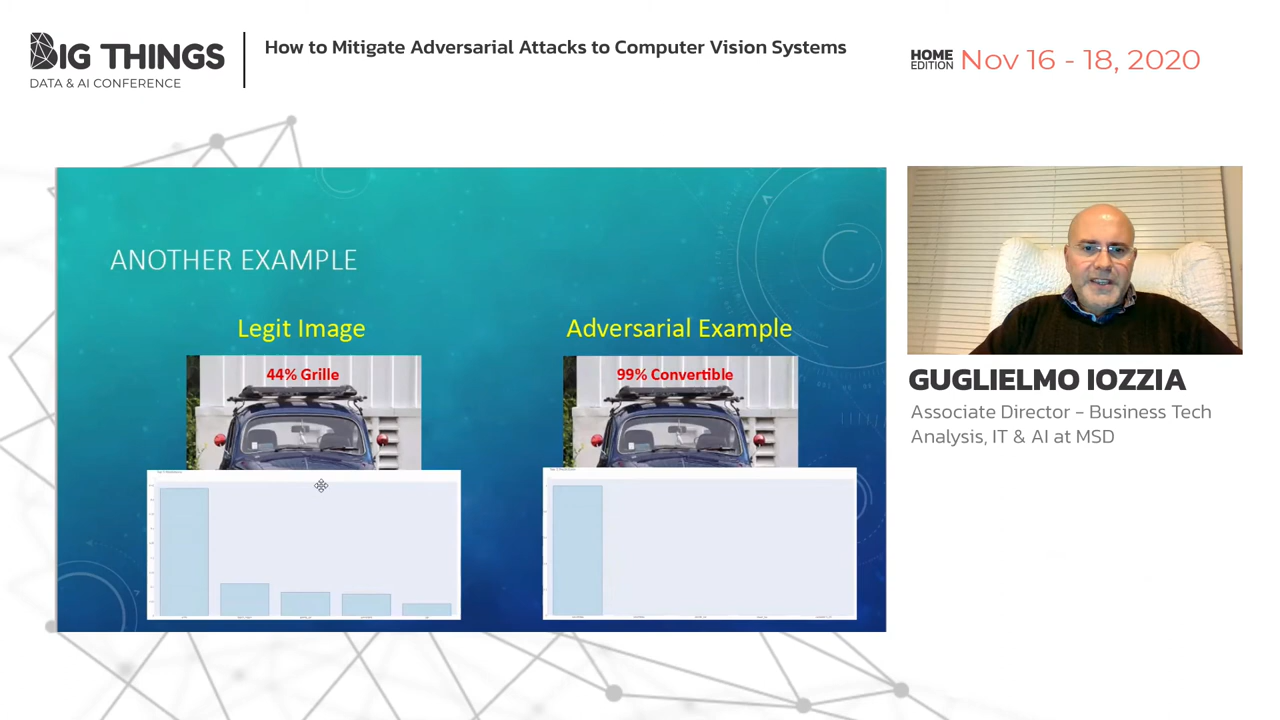 BIG THINGS
DATA & AI CONFERENCE
How to Mitigate Adversarial Attacks to Computer Vision Systems
HOME
EDITION
Nov 16 - 18, 2020
ANOTHER EXAMPLE
Legit Image
Adversarial Example
44% Grille
99% Convertible
GUGLIELMO IOZZIA
Associate Director - Business Tech
Analysis, IT & AI at MSD